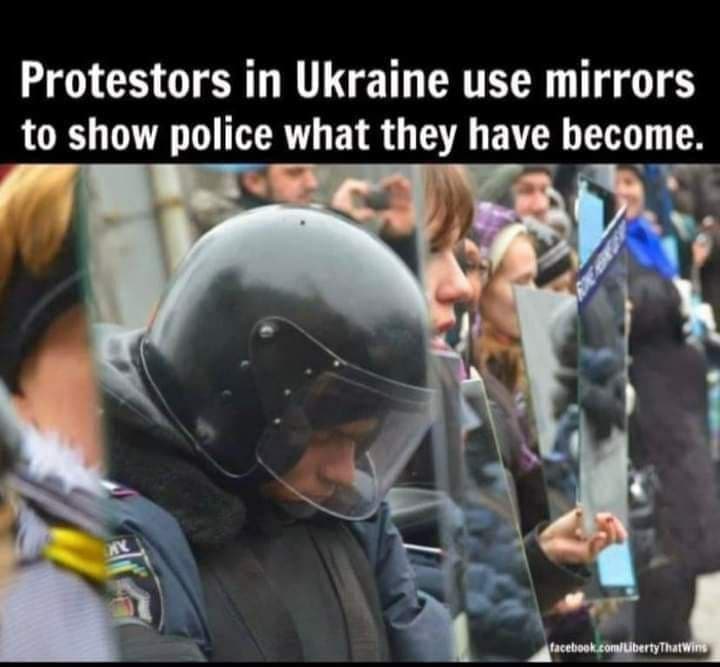 Protestors in Ukraine use mirrors
to show police what they have become.
facebook.com/LibertyThatWins